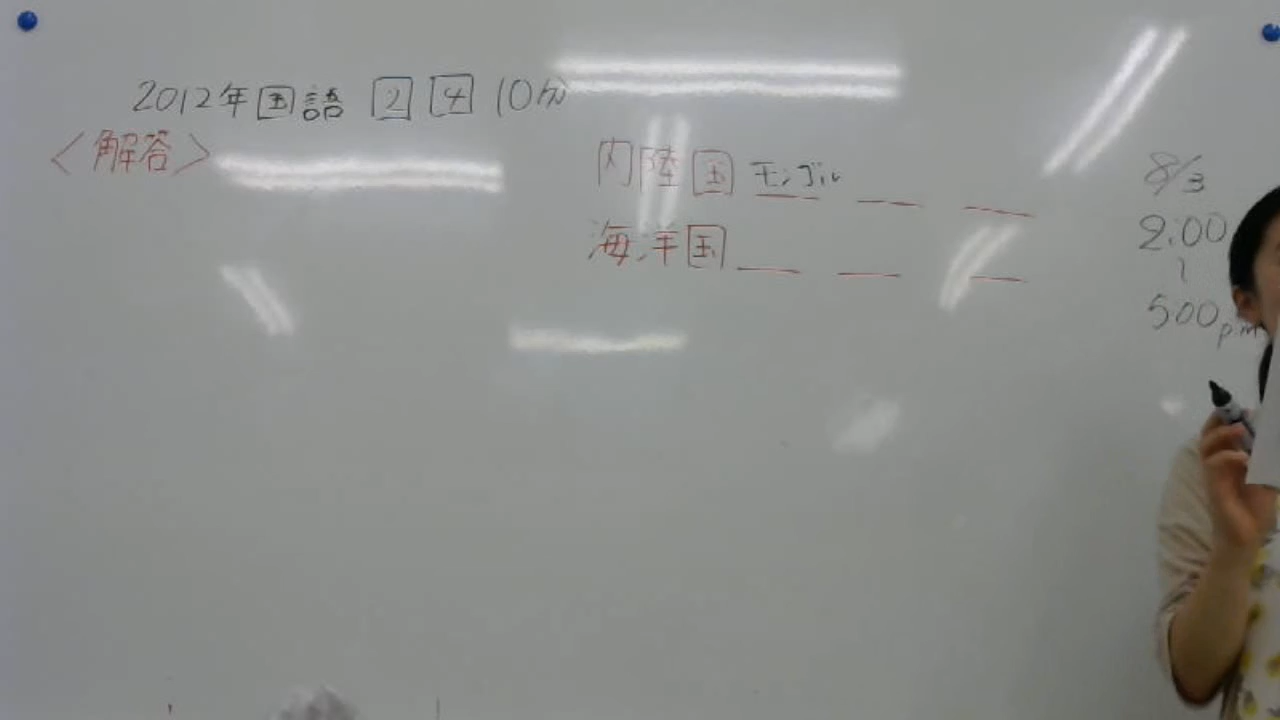 2012年国語 2 4 10分
<解答>
内陸国 モンゴル
海洋国
8/3
2:00
〜
5:00p.m